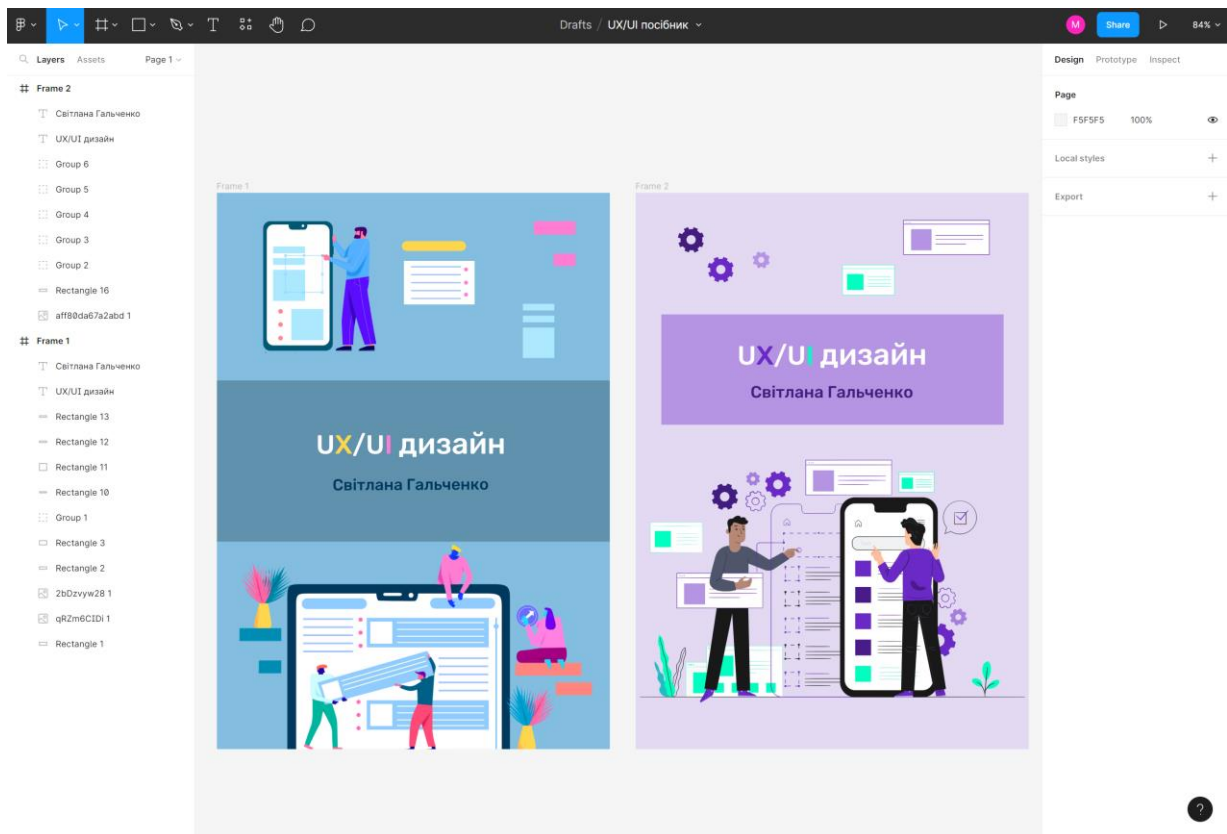 Drafts / UX/UI посібник
M
Share
84%
Layers Assets Page 1
Frame 2
Світлана Гальченко
UX/UI дизайн
Group 6
Group 5
Group 4
Group 3
Group 2
Rectangle 16
aff80da67a2abd 1
Frame 1
Світлана Гальченко
UX/UI дизайн
Rectangle 13
Rectangle 12
Rectangle 11
Rectangle 10
Group 1
Rectangle 3
Rectangle 2
2bDzvyw28 1
qRZm6CIDi 1
Rectangle 1
Frame 1
UX/UI дизайн
Світлана Гальченко
Frame 2
UX/UI дизайн
Світлана Гальченко
Design Prototype Inspect
Page
F5F5F5 100%
Local styles
Export
?